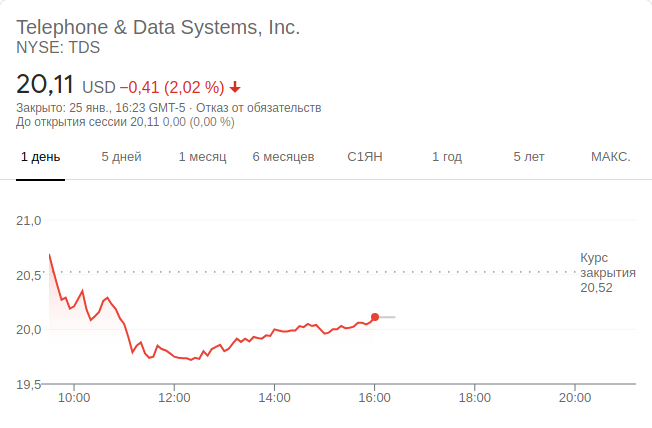 Telephone & Data Systems, Inc.
NYSE: TDS
20,11 USD −0,41 (2,02 %)
Закрыто: 25 янв., 16:23 GMT-5 · Отказ от обязательств
До открытия сессии 20,11 0,00 (0,00 %)
1 день 5 дней 1 месяц 6 месяцев С1ЯН 1 год 5 лет МАКС.
21,0
Курс
20,5 закрытия
20,52
20,0
19,5
10:00 12:00 14:00 16:00 18:00 20:00